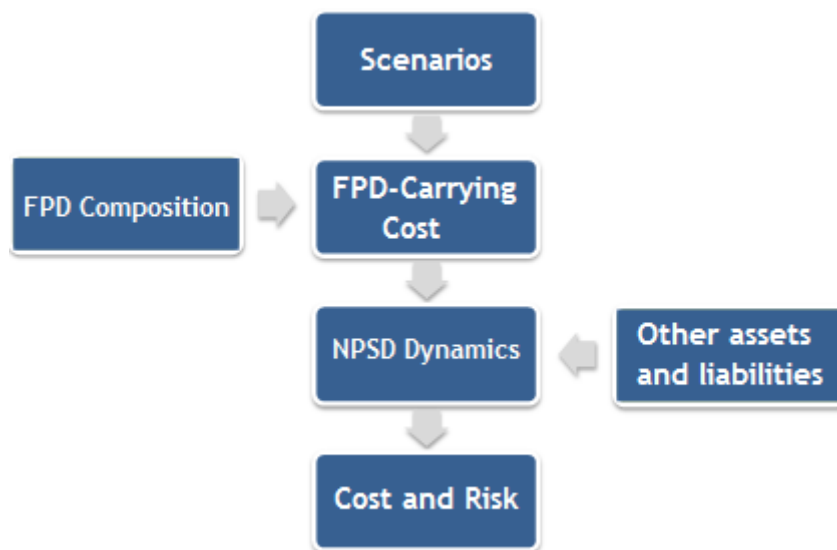 Scenarios
FPD Composition
FPD-Carrying
Cost
NPSD Dynamics
Other assets
and liabilities
Cost and Risk